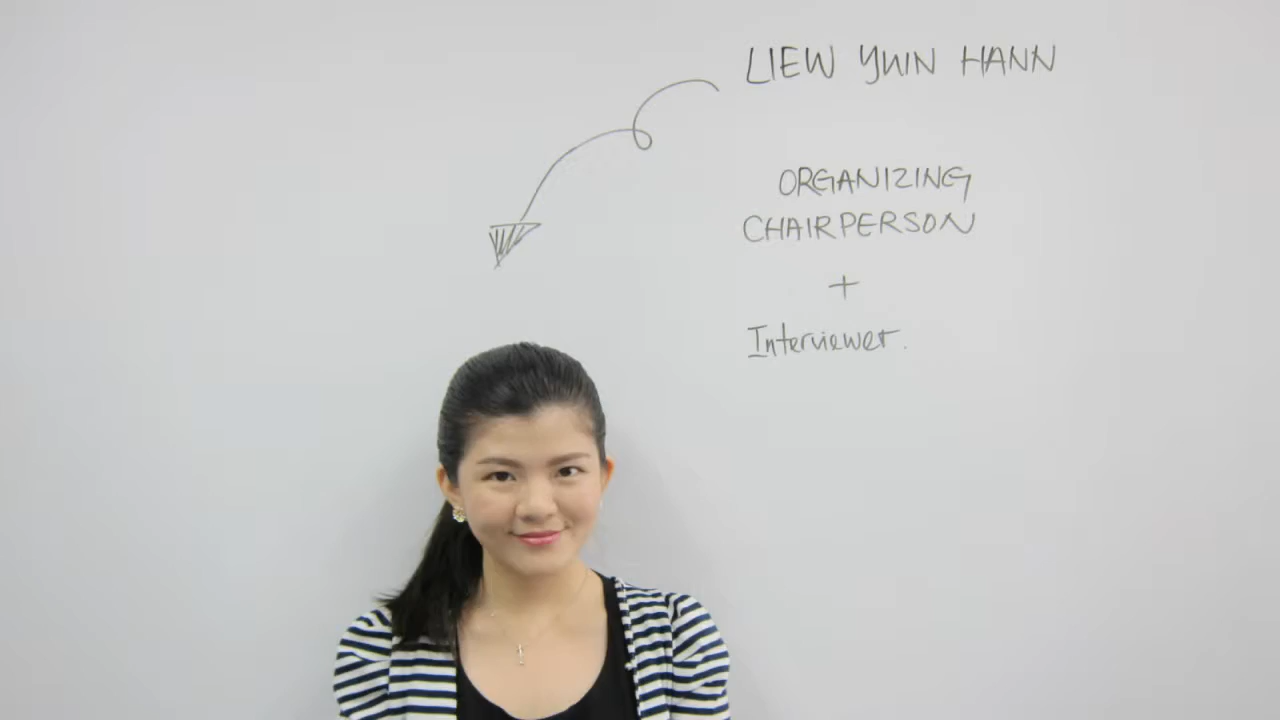 LIEW YUIN HANN
ORGANIZING
CHAIRPERSON
+
Interviewer.